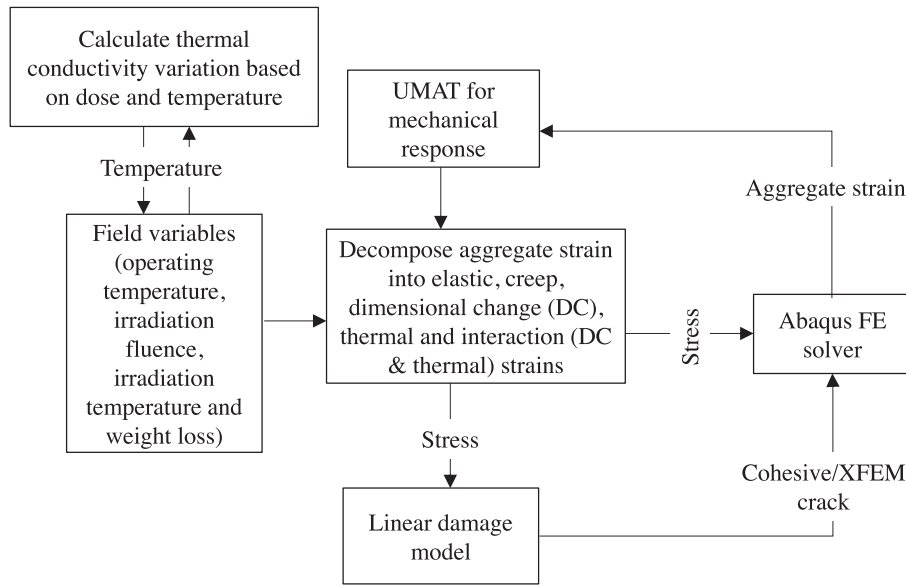 Calculate thermal
conductivity variation based
on dose and temperature
UMAT for
mechanical
response
Temperature
Aggregate strain
Field variables
(operating
temperature,
irradiation
fluence,
irradiation
temperature and
weight loss)
Decompose aggregate strain
into elastic, creep,
dimensional change (DC),
thermal and interaction (DC
& thermal) strains
Stress
Abaqus FE
solver
Stress
Cohesive/XFEM
crack
Linear damage
model